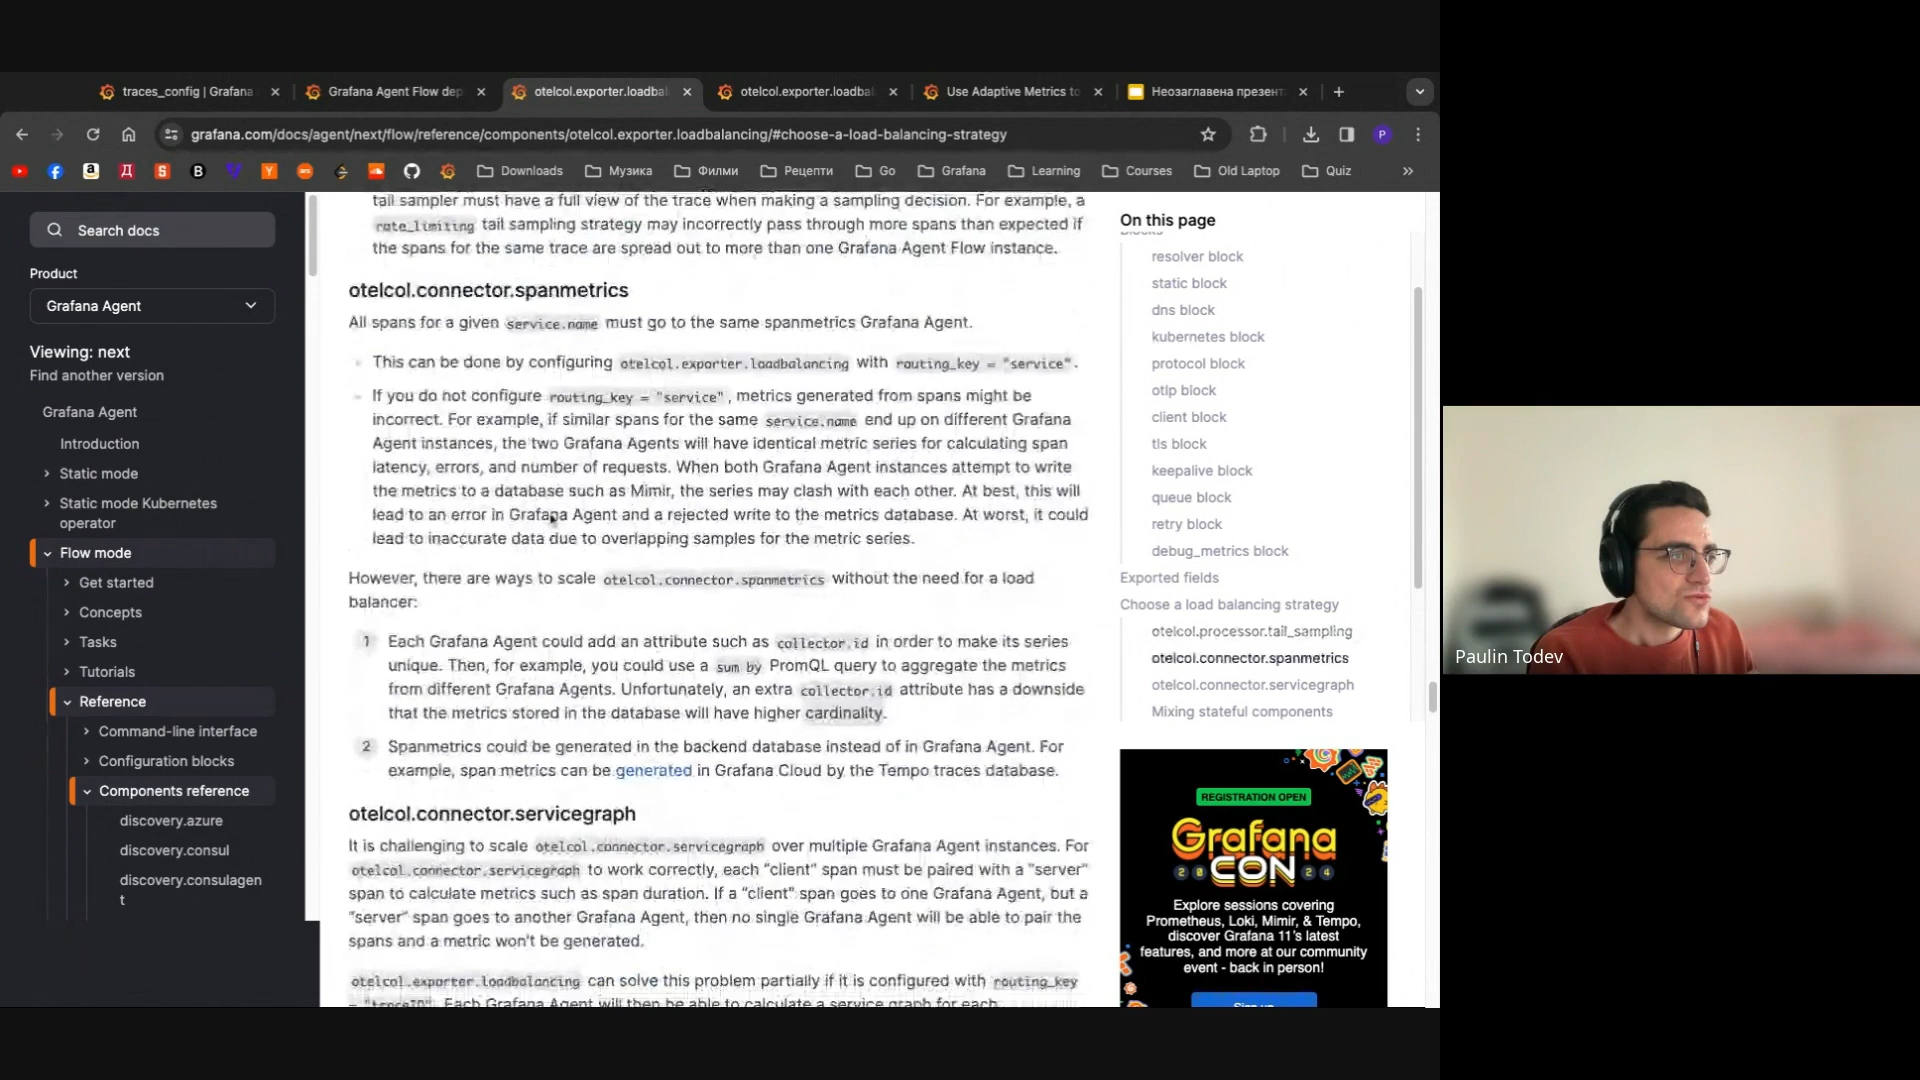 traces_config | Grafana
Grafana Agent Flow dep
otelcol.exporter.loadbal
otelcol.exporter.loadbal
Use Adaptive Metrics to
Неозаглавена презент
grafana.com/docs/agent/next/flow/reference/components/otelcol.exporter.loadbalancing/#choose-a-load-balancing-strategy
P
Downloads
Музика
Филми
Рецепти
Go
Grafana
Learning
Courses
Old Laptop
Quiz
Search docs
Product
Grafana Agent
Viewing: next
Find another version
Grafana Agent
Introduction
Static mode
Static mode Kubernetes
operator
Flow mode
Get started
Concepts
Tasks
Tutorials
Reference
Command-line interface
Configuration blocks
Components reference
discovery.azure
discovery.consul
discovery.consulagen
t
tail sampler must have a full view of the trace when making a sampling decision. For example, a
rate_limiting tail sampling strategy may incorrectly pass through more spans than expected if
the spans for the same trace are spread out to more than one Grafana Agent Flow instance.
otelcol.connector.spanmetrics
All spans for a given service.name must go to the same spanmetrics Grafana Agent.
- This can be done by configuring otelcol.exporter.loadbalancing with routing_key = "service".
- If you do not configure routing_key = "service", metrics generated from spans might be
incorrect. For example, if similar spans for the same service.name end up on different Grafana
Agent instances, the two Grafana Agents will have identical metric series for calculating span
latency, errors, and number of requests. When both Grafana Agent instances attempt to write
the metrics to a database such as Mimir, the series may clash with each other. At best, this will
lead to an error in Grafana Agent and a rejected write to the metrics database. At worst, it could
lead to inaccurate data due to overlapping samples for the metric series.
However, there are ways to scale otelcol.connector.spanmetrics without the need for a load
balancer:
1 Each Grafana Agent could add an attribute such as collector.id in order to make its series
unique. Then, for example, you could use a sum by PromQL query to aggregate the metrics
from different Grafana Agents. Unfortunately, an extra collector.id attribute has a downside
that the metrics stored in the database will have higher cardinality.
2 Spanmetrics could be generated in the backend database instead of in Grafana Agent. For
example, span metrics can be generated in Grafana Cloud by the Tempo traces database.
otelcol.connector.servicegraph
It is challenging to scale otelcol.connector.servicegraph over multiple Grafana Agent instances. For
otelcol.connector.servicegraph to work correctly, each "client" span must be paired with a "server"
span to calculate metrics such as span duration. If a "client" span goes to one Grafana Agent, but a
"server" span goes to another Grafana Agent, then no single Grafana Agent will be able to pair the
spans and a metric won't be generated.
otelcol.exporter.loadbalancing can solve this problem partially if it is configured with routing_key
= "traceID". Each Grafana Agent will then be able to calculate a service graph for each
On this page
Blocks
resolver block
static block
dns block
kubernetes block
protocol block
otlp block
client block
tls block
keepalive block
queue block
retry block
debug_metrics block
Exported fields
Choose a load balancing strategy
otelcol.processor.tail_sampling
otelcol.connector.spanmetrics
otelcol.connector.servicegraph
Mixing stateful components
REGISTRATION OPEN
Grafana
CON
2 0 2 4
Explore sessions covering
Prometheus, Loki, Mimir, & Tempo,
discover Grafana 11's latest
features, and more at our community
event - back in person!
Sign up
Paulin Todev